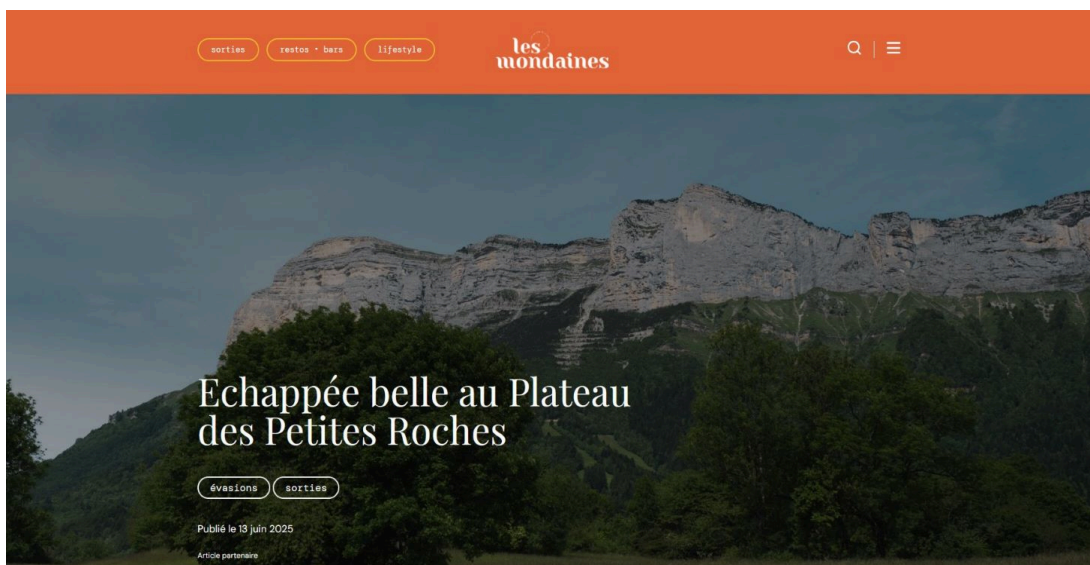 sorties
restos • bars
lifestyle
les
mondaines
Echappée belle au Plateau
des Petites Roches
évasions
sorties
Publié le 13 juin 2025
Article partenaire